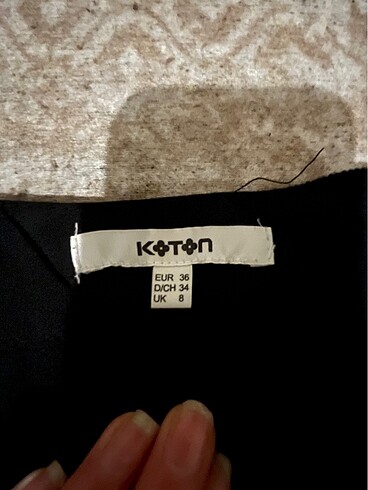 KOTON
EUR 36
D/CH 34
UK 8